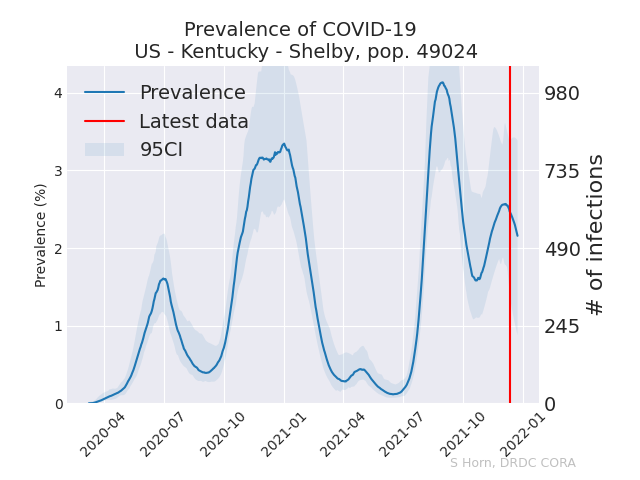 Prevalence of COVID-19
US - Kentucky - Shelby, pop. 49024
Prevalence
Latest data
95CI
Prevalence (%)
4
3
2
1
0
980
735
490
245
0
# of infections
2020-04
2020-07
2020-10
2021-01
2021-04
2021-07
2021-10
2022-01
S Horn, DRDC CORA